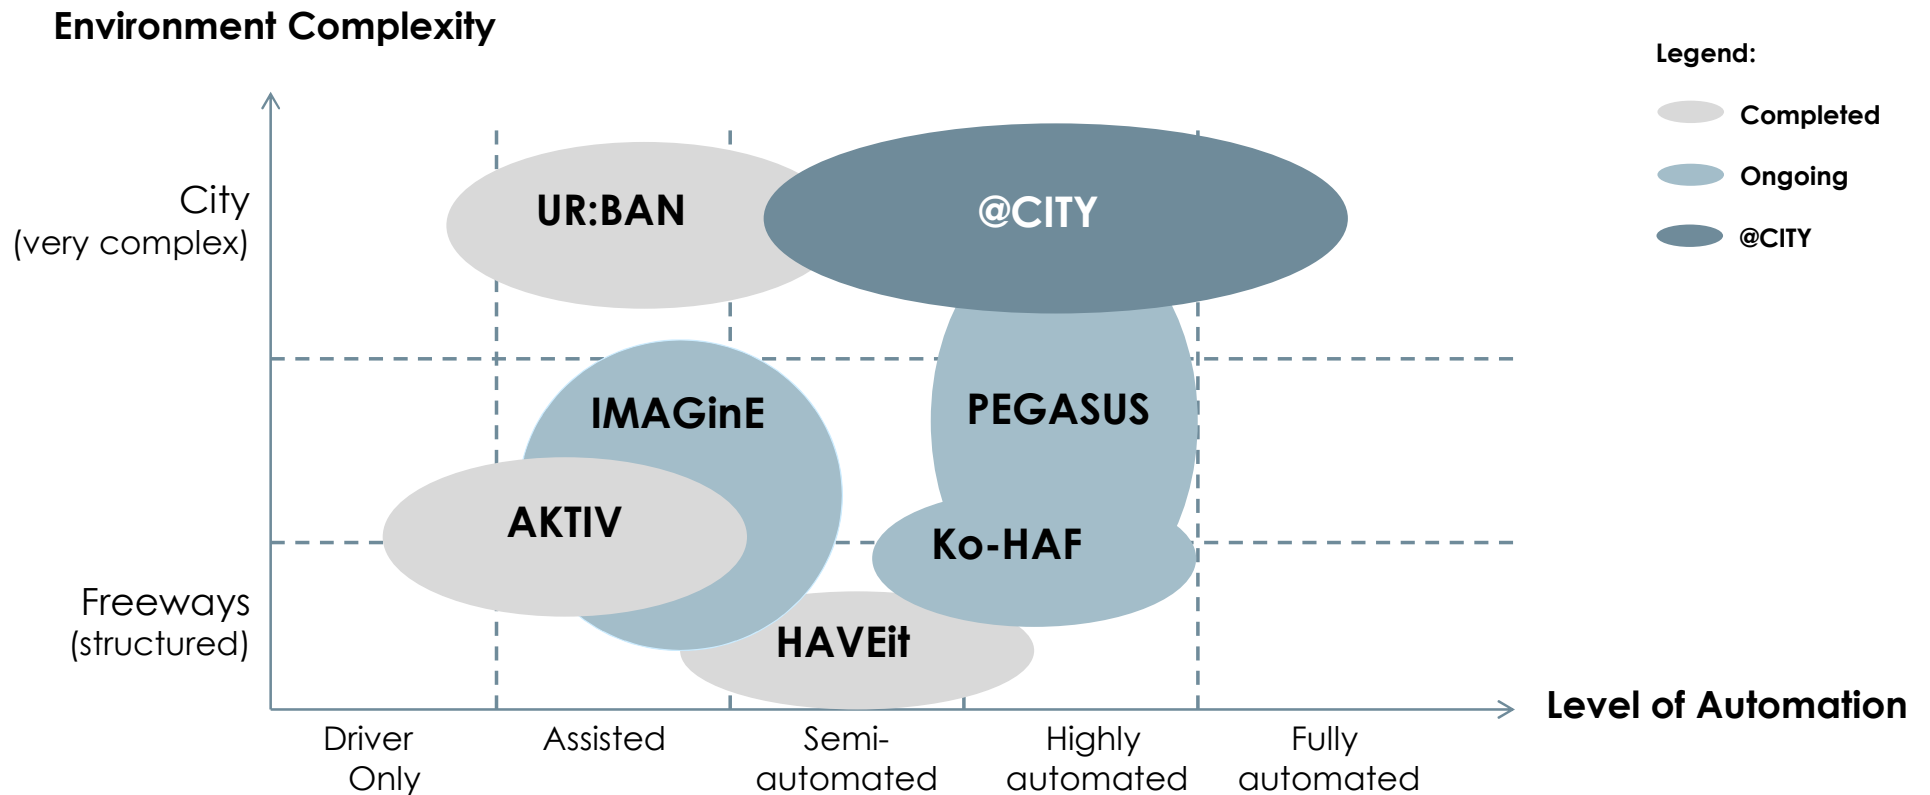 Environment Complexity
Legend:
Completed
Ongoing
@CITY
City
(very complex)
UR:BAN
@CITY
IMAGinE
PEGASUS
AKTIV
Ko-HAF
Freeways
(structured)
HAVEit
Level of Automation
Driver
Only
Assisted
Semi-
automated
Highly
automated
Fully
automated